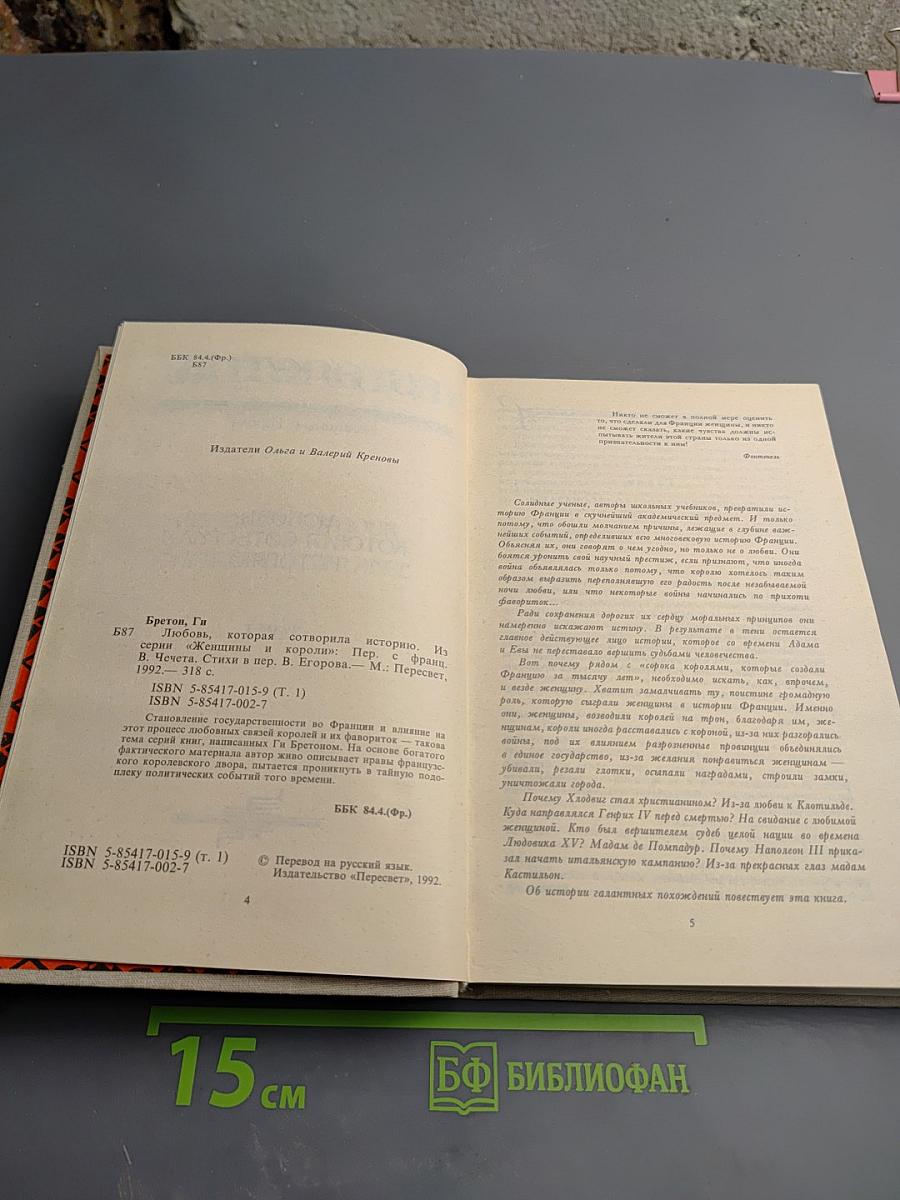 ББК 84.4.(Фр.)
Б87
Издатели Ольга и Валерий Креновы
Бретон, Ги
Б87 Любовь, которая сотворила историю. Из
серии «Женщины и короли»: Пер. с франц.
В. Чечета. Стихи в пер. В. Егорова.— М.: Пересвет,
1992.— 318 с.
ISBN 5-85417-015-9 (Т. 1)
ISBN 5-85417-002-7
Становление государственности во Франции и влияние на
этот процесс любовных связей королей и их фавориток — такова
тема серий книг, написанных Ги Бретоном. На основе богатого
фактического материала автор живо описывает нравы француз-
ского королевского двора, пытается проникнуть в тайную подо-
плеку политических событий того времени.
ББК 84.4.(Фр.)
ISBN 5-85417-015-9 (т. 1)
ISBN 5-85417-002-7
© Перевод на русский язык.
Издательство «Пересвет», 1992.
4
Никто не сможет в полной мере оценить
то, что сделали для Франции женщины, и никто
не сможет сказать, какие чувства должны ис-
пытывать жители этой страны только из одной
признательности к ним!
Фонтенель
Солидные ученые, авторы школьных учебников, превратили ис-
торию Франции в скучнейший академический предмет. И только
потому, что обошли молчанием причины, лежащие в глубине важ-
нейших событий, определивших всю многовековую историю Франции.
Объясняя их, они говорят о чем угодно, но только не о любви. Они
боятся уронить свой научный престиж, если признают, что иногда
война объявлялась только потому, что королю хотелось таким
образом выразить переполнявшую его радость после незабываемой
ночи любви, или что некоторые войны начинались по прихоти
фавориток...
Ради сохранения дорогих их сердцу моральных принципов они
намеренно искажают истину. В результате в тени остается
главное действующее лицо истории, которое со времени Адама
и Евы не переставало вершить судьбами человечества.
Вот почему рядом с «сорока королями, которые создали
Францию за тысячу лет», необходимо искать, как, впрочем,
и везде женщину. Хватит замалчивать ту, поистине громадную
роль, которую сыграли женщины в истории Франции. Именно
они, женщины, возводили королей на трон, благодаря им, же-
нщинам, короли иногда расставались с короной, из-за них разгорались
войны, под их влиянием разрозненные провинции объединялись
в единое государство, из-за желания понравиться женщинам —
убивали, резали глотки, осыпали наградами, строили замки,
уничтожали города.
Почему Хлодвиг стал христианином? Из-за любви к Клотильде.
Куда направлялся Генрих IV перед смертью? На свидание с любимой
женщиной. Кто был вершителем судеб целой нации во времена
Людовика XV? Мадам де Помпадур. Почему Наполеон III прика-
зал начать итальянскую кампанию? Из-за прекрасных глаз мадам
Кастильон.
Об истории галантных похождений повествует эта книга.
5
15 см
БФ БИБЛИОФАН